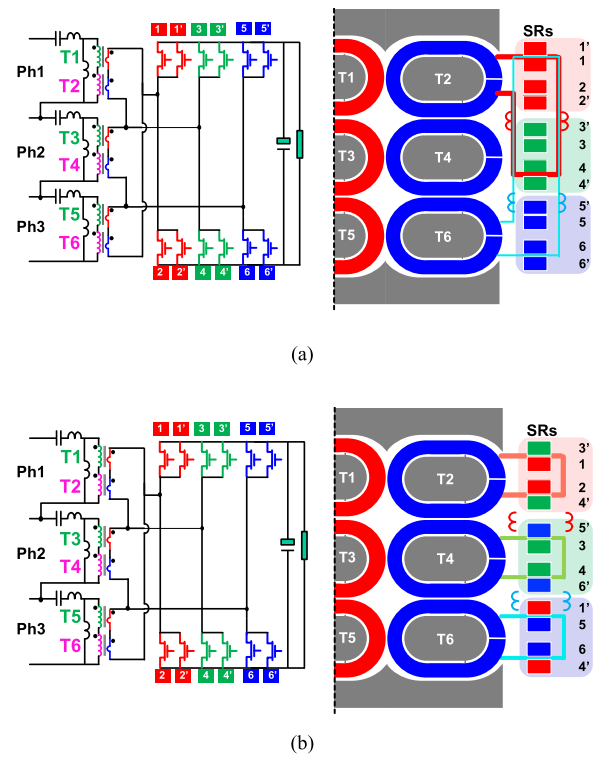 1 1' 3 3' 5 5'
SRs
T1
Ph1
T2
T3
Ph2
T4
T5
Ph3
T6
2 2' 4 4' 6 6'
T1 T2
T3 T4
T5 T6
1'
1
2
2'
3'
3
4
4'
5'
5
6
6'
(a)
1 1' 3 3' 5 5'
SRs
T1
Ph1
T2
T3
Ph2
T4
T5
Ph3
T6
2 2' 4 4' 6 6'
T1 T2
T3 T4
T5 T6
3'
1
2
4'
5'
3
4
6'
1'
5
6
4'
(b)